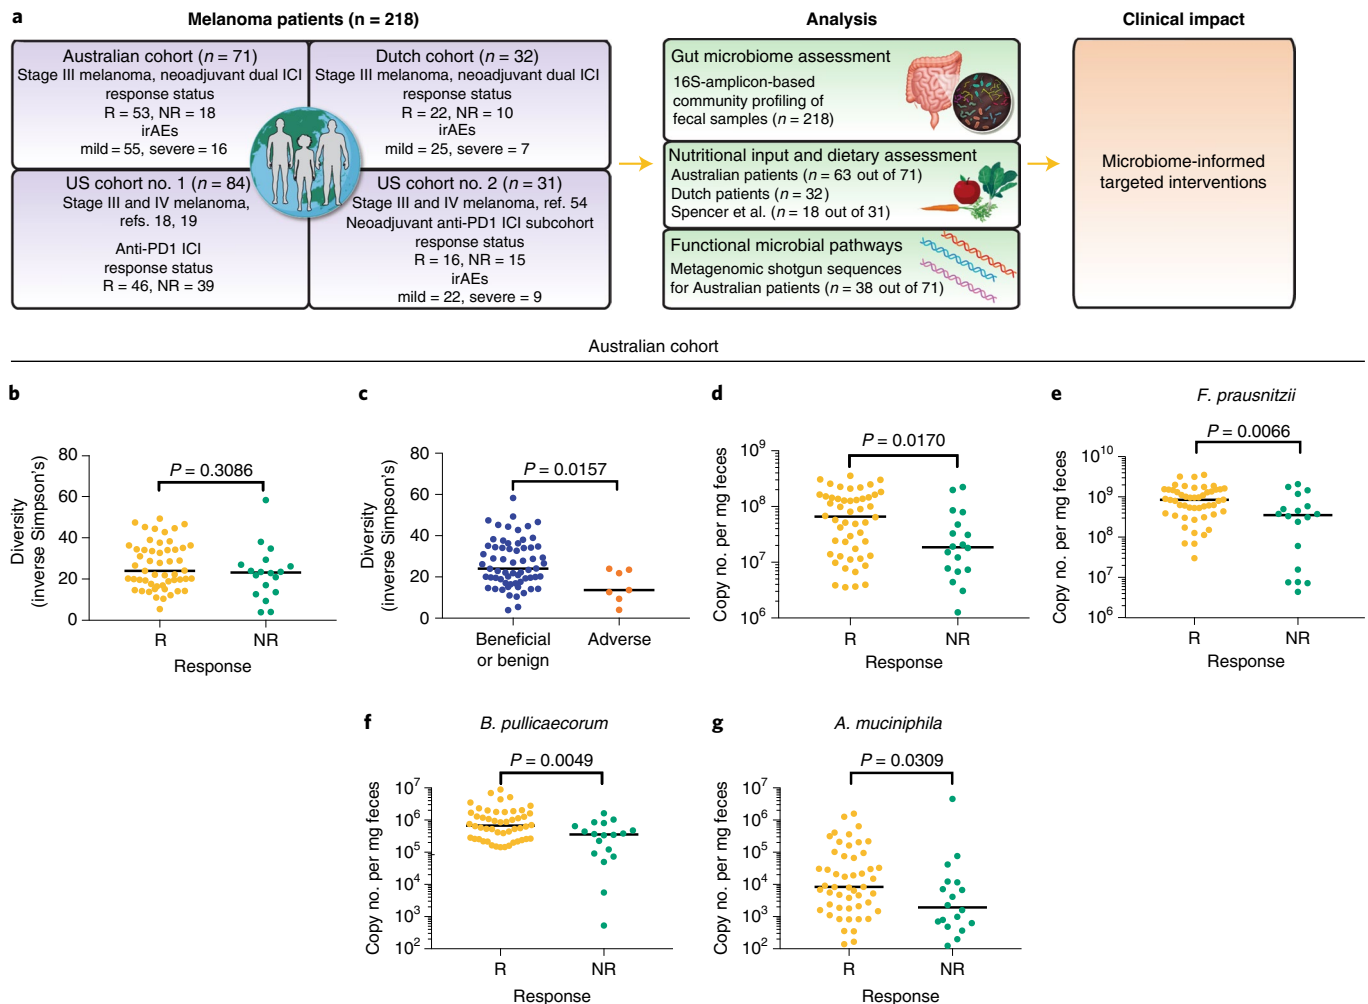 a
Melanoma patients (n = 218)
Analysis
Clinical impact
Australian cohort (n = 71)
Stage III melanoma, neoadjuvant dual ICI
response status
R = 53, NR = 18
irAEs
mild = 55, severe = 16
Dutch cohort (n = 32)
Stage III melanoma, neoadjuvant dual ICI
response status
R = 22, NR = 10
irAEs
mild = 25, severe = 7
US cohort no. 1 (n = 84)
Stage III and IV melanoma,
refs. 18, 19
Anti-PD1 ICI
response status
R = 46, NR = 39
US cohort no. 2 (n = 31)
Stage III and IV melanoma, ref. 54
Neoadjuvant anti-PD1 ICI subcohort
response status
R = 16, NR = 15
irAEs
mild = 22, severe = 9
Gut microbiome assessment
16S-amplicon-based
community profiling of
fecal samples (n = 218)
Nutritional input and dietary assessment
Australian patients (n = 63 out of 71)
Dutch patients (n = 32)
Spencer et al. (n = 18 out of 31)
Functional microbial pathways
Metagenomic shotgun sequences
for Australian patients (n = 38 out of 71)
Microbiome-informed
targeted interventions
Australian cohort
b
P = 0.3086
Diversity
(inverse Simpson's)
80
60
40
20
0
R
NR
Response
c
P = 0.0157
Diversity
(inverse Simpson's)
80
60
40
20
0
Beneficial
or benign
Adverse
d
P = 0.0170
Copy no. per mg feces
10⁹
10⁸
10⁷
10⁶
R
NR
Response
e
F. prausnitzii
P = 0.0066
Copy no. per mg feces
10¹⁰
10⁹
10⁸
10⁷
10⁶
R
NR
Response
f
B. pullicaecorum
P = 0.0049
Copy no. per mg feces
10⁷
10⁶
10⁵
10⁴
10³
10²
R
NR
Response
g
A. muciniphila
P = 0.0309
Copy no. per mg feces
10⁷
10⁶
10⁵
10⁴
10³
10²
R
NR
Response